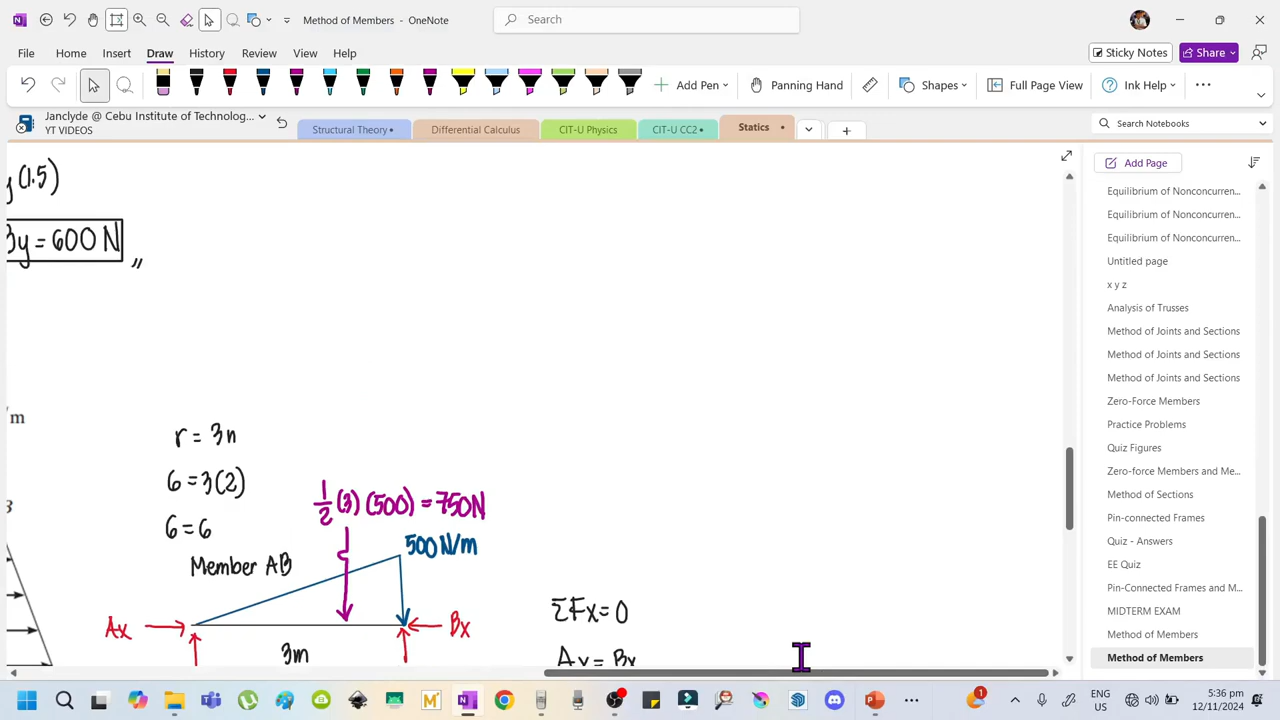 Method of Members - OneNote
Search
File
Home
Insert
Draw
History
Review
View
Help
Sticky Notes
Share
Add Pen
Panning Hand
Shapes
Full Page View
Ink Help
Janclyde @ Cebu Institute of Technolog...
YT VIDEOS
Structural Theory
Differential Calculus
CIT-U Physics
CIT-U CC2
Statics
Search Notebooks
Add Page
Equilibrium of Nonconcurren...
Equilibrium of Nonconcurren...
Equilibrium of Nonconcurren...
Untitled page
x y z
Analysis of Trusses
Method of Joints and Sections
Method of Joints and Sections
Method of Joints and Sections
Zero-Force Members
Practice Problems
Quiz Figures
Zero-force Members and Me...
Method of Sections
Pin-connected Frames
Quiz - Answers
EE Quiz
Pin-Connected Frames and M...
MIDTERM EXAM
Method of Members
Method of Members
y (1.5)
By = 600 N
/m
r = 3n
6 = 3(2)
6 = 6
1/2 (3) (500) = 750N
500 N/m
Member AB
Ax
Bx
3m
ΣFx = 0
Ax = Bx
ENG
US
5:36 pm
12/11/2024